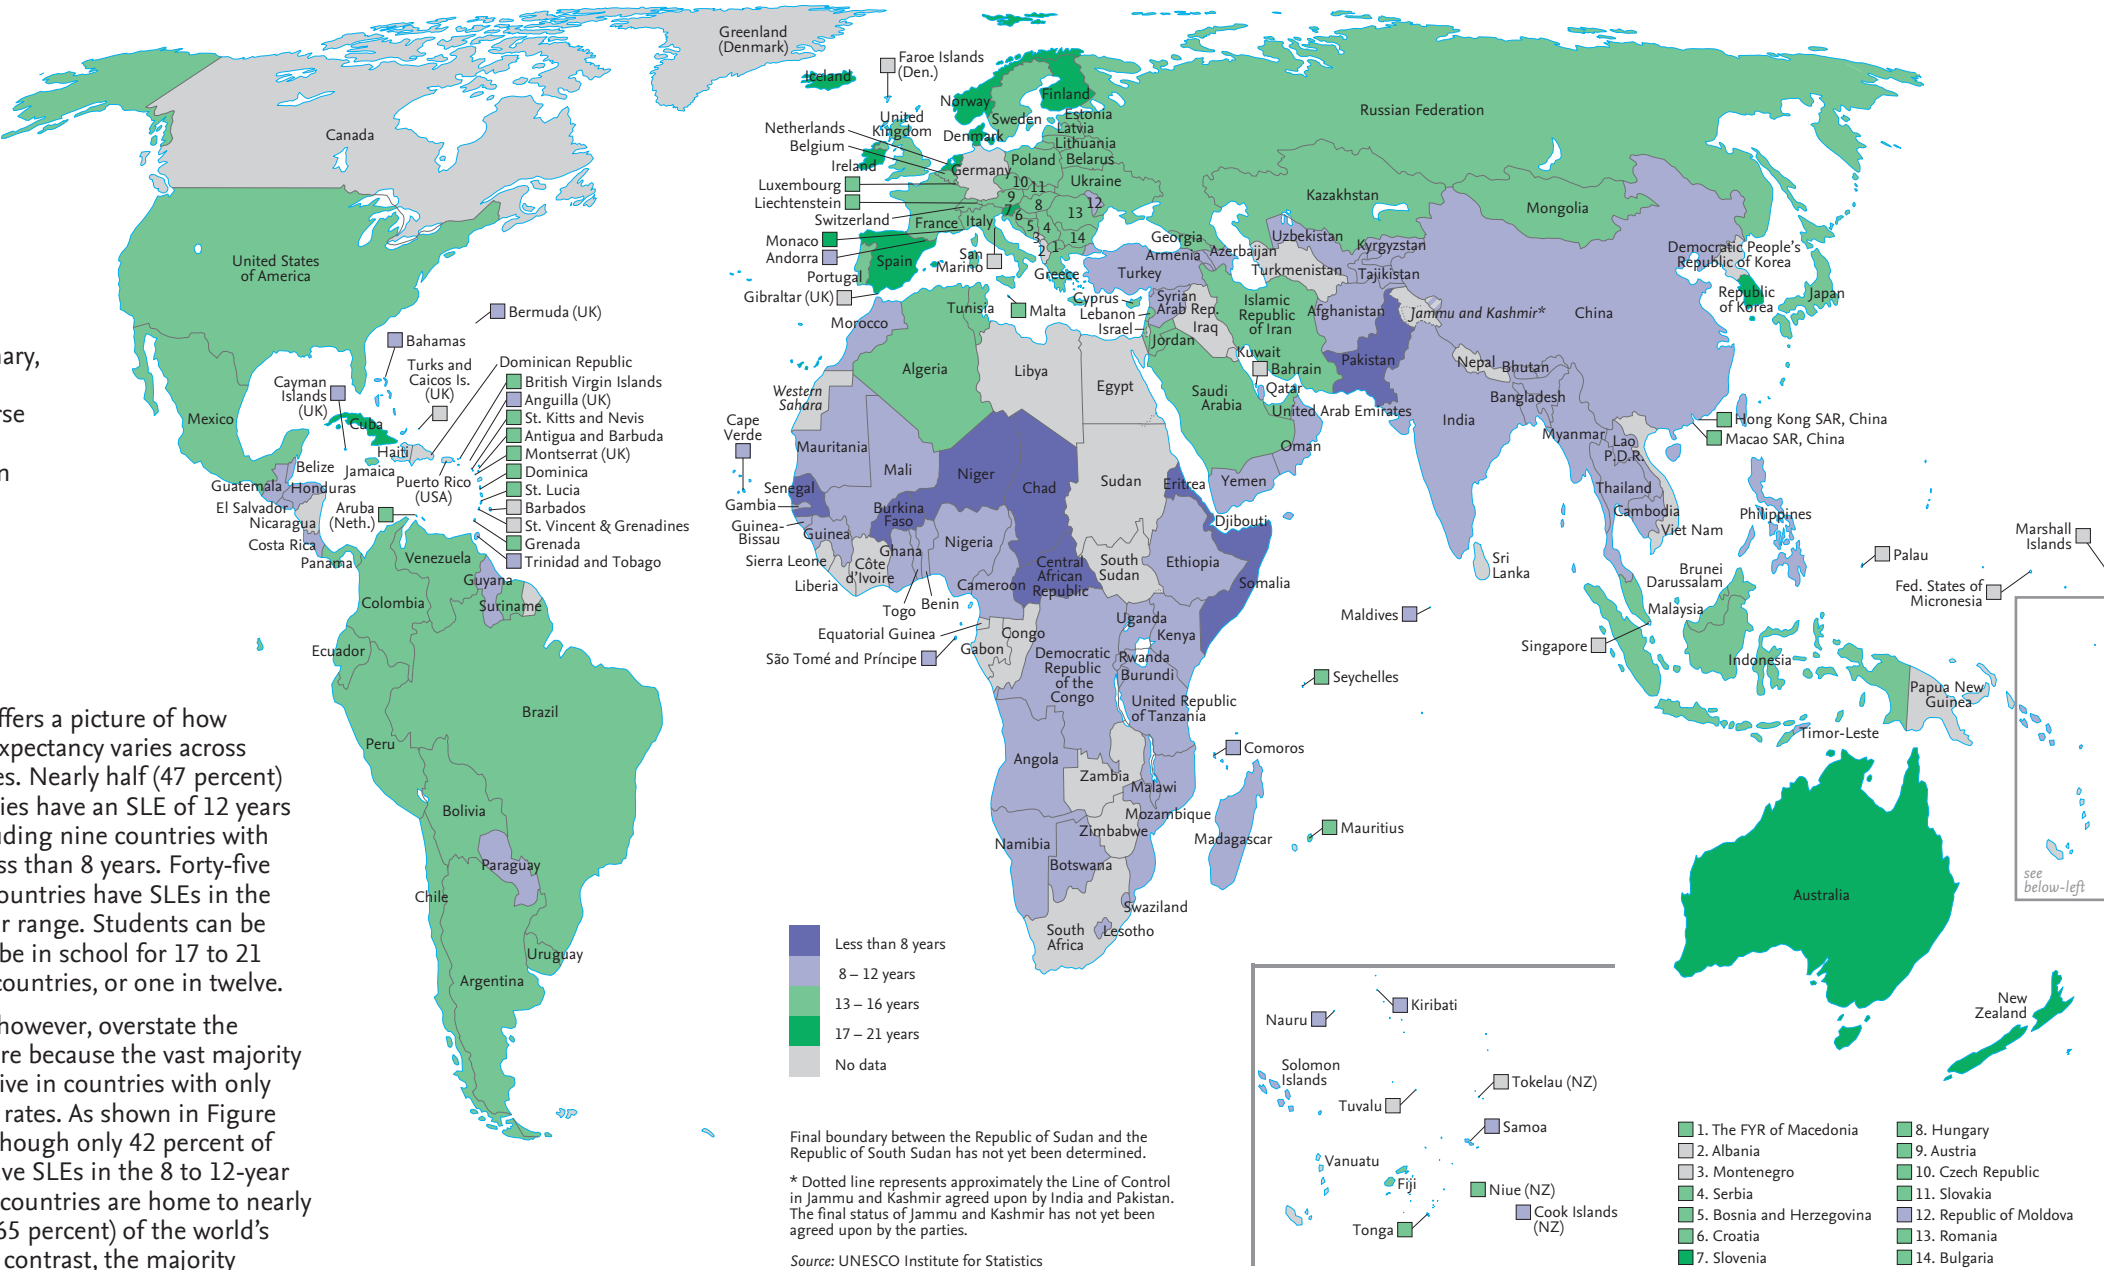 ary,
rse
n
ffers a picture of how
expectancy varies across
es. Nearly half (47 percent)
ries have an SLE of 12 years
uding nine countries with
ss than 8 years. Forty-five
ountries have SLEs in the
r range. Students can be
be in school for 17 to 21
countries, or one in twelve.
however, overstate the
re because the vast majority
ive in countries with only
rates. As shown in Figure
hough only 42 percent of
ve SLEs in the 8 to 12-year
countries are home to nearly
65 percent) of the world's
contrast, the majority
Greenland
(Denmark)
Canada
United States
of America
Mexico
Bermuda (UK)
Bahamas
Turks and
Caicos Is.
(UK)
Cayman
Islands
(UK)
Cuba
Haiti
Jamaica
Belize
Guatemala
Honduras
El Salvador
Nicaragua
Costa Rica
Panama
Puerto Rico
(USA)
Aruba
(Neth.)
Dominican Republic
British Virgin Islands
Anguilla (UK)
St. Kitts and Nevis
Antigua and Barbuda
Montserrat (UK)
Dominica
St. Lucia
Barbados
St. Vincent & Grenadines
Grenada
Trinidad and Tobago
Venezuela
Guyana
Suriname
Colombia
Ecuador
Peru
Brazil
Bolivia
Paraguay
Chile
Argentina
Uruguay
Iceland
Faroe Islands
(Den.)
Norway
Finland
Sweden
Estonia
Latvia
Lithuania
Belarus
United
Kingdom
Denmark
Netherlands
Belgium
Ireland
Germany
Poland
Ukraine
Luxembourg
Liechtenstein
Switzerland
France
Italy
Monaco
Andorra
Spain
Portugal
San
Marino
Gibraltar (UK)
Malta
Greece
10
11
9
8
7
6
5
4
3
2
1
12
13
14
Russian Federation
Kazakhstan
Mongolia
Georgia
Armenia
Azerbaijan
Uzbekistan
Kyrgyzstan
Turkmenistan
Tajikistan
Turkey
Cyprus
Lebanon
Israel
Syrian
Arab Rep.
Iraq
Jordan
Islamic
Republic
of Iran
Afghanistan
Jammu and Kashmir*
Pakistan
Kuwait
Bahrain
Qatar
Saudi
Arabia
United Arab Emirates
Oman
Yemen
Nepal
Bhutan
India
Bangladesh
China
Democratic People's
Republic of Korea
Republic
of Korea
Japan
Hong Kong SAR, China
Macao SAR, China
Myanmar
Lao
P.D.R.
Thailand
Cambodia
Viet Nam
Philippines
Sri
Lanka
Maldives
Brunei
Darussalam
Malaysia
Singapore
Indonesia
Timor-Leste
Papua New
Guinea
Palau
Fed. States of
Micronesia
Marshall
Islands
Australia
New
Zealand
see
below-left
Morocco
Algeria
Tunisia
Libya
Egypt
Western
Sahara
Cape
Verde
Mauritania
Mali
Niger
Chad
Sudan
Eritrea
Djibouti
Senegal
Gambia
Guinea-
Bissau
Guinea
Sierra Leone
Liberia
Côte
d'Ivoire
Burkina
Faso
Ghana
Togo
Benin
Nigeria
Cameroon
Central
African
Republic
South
Sudan
Ethiopia
Somalia
Equatorial Guinea
São Tomé and Príncipe
Gabon
Congo
Democratic
Republic
of the
Congo
Uganda
Kenya
Rwanda
Burundi
United Republic
of Tanzania
Seychelles
Comoros
Mauritius
Angola
Zambia
Malawi
Mozambique
Zimbabwe
Madagascar
Namibia
Botswana
Swaziland
South
Africa
Lesotho
Less than 8 years
8 – 12 years
13 – 16 years
17 – 21 years
No data
Final boundary between the Republic of Sudan and the
Republic of South Sudan has not yet been determined.
* Dotted line represents approximately the Line of Control
in Jammu and Kashmir agreed upon by India and Pakistan.
The final status of Jammu and Kashmir has not yet been
agreed upon by the parties.
Source: UNESCO Institute for Statistics
Nauru
Kiribati
Solomon
Islands
Tokelau (NZ)
Tuvalu
Samoa
Vanuatu
Fiji
Niue (NZ)
Cook Islands
(NZ)
Tonga
1. The FYR of Macedonia
2. Albania
3. Montenegro
4. Serbia
5. Bosnia and Herzegovina
6. Croatia
7. Slovenia
8. Hungary
9. Austria
10. Czech Republic
11. Slovakia
12. Republic of Moldova
13. Romania
14. Bulgaria